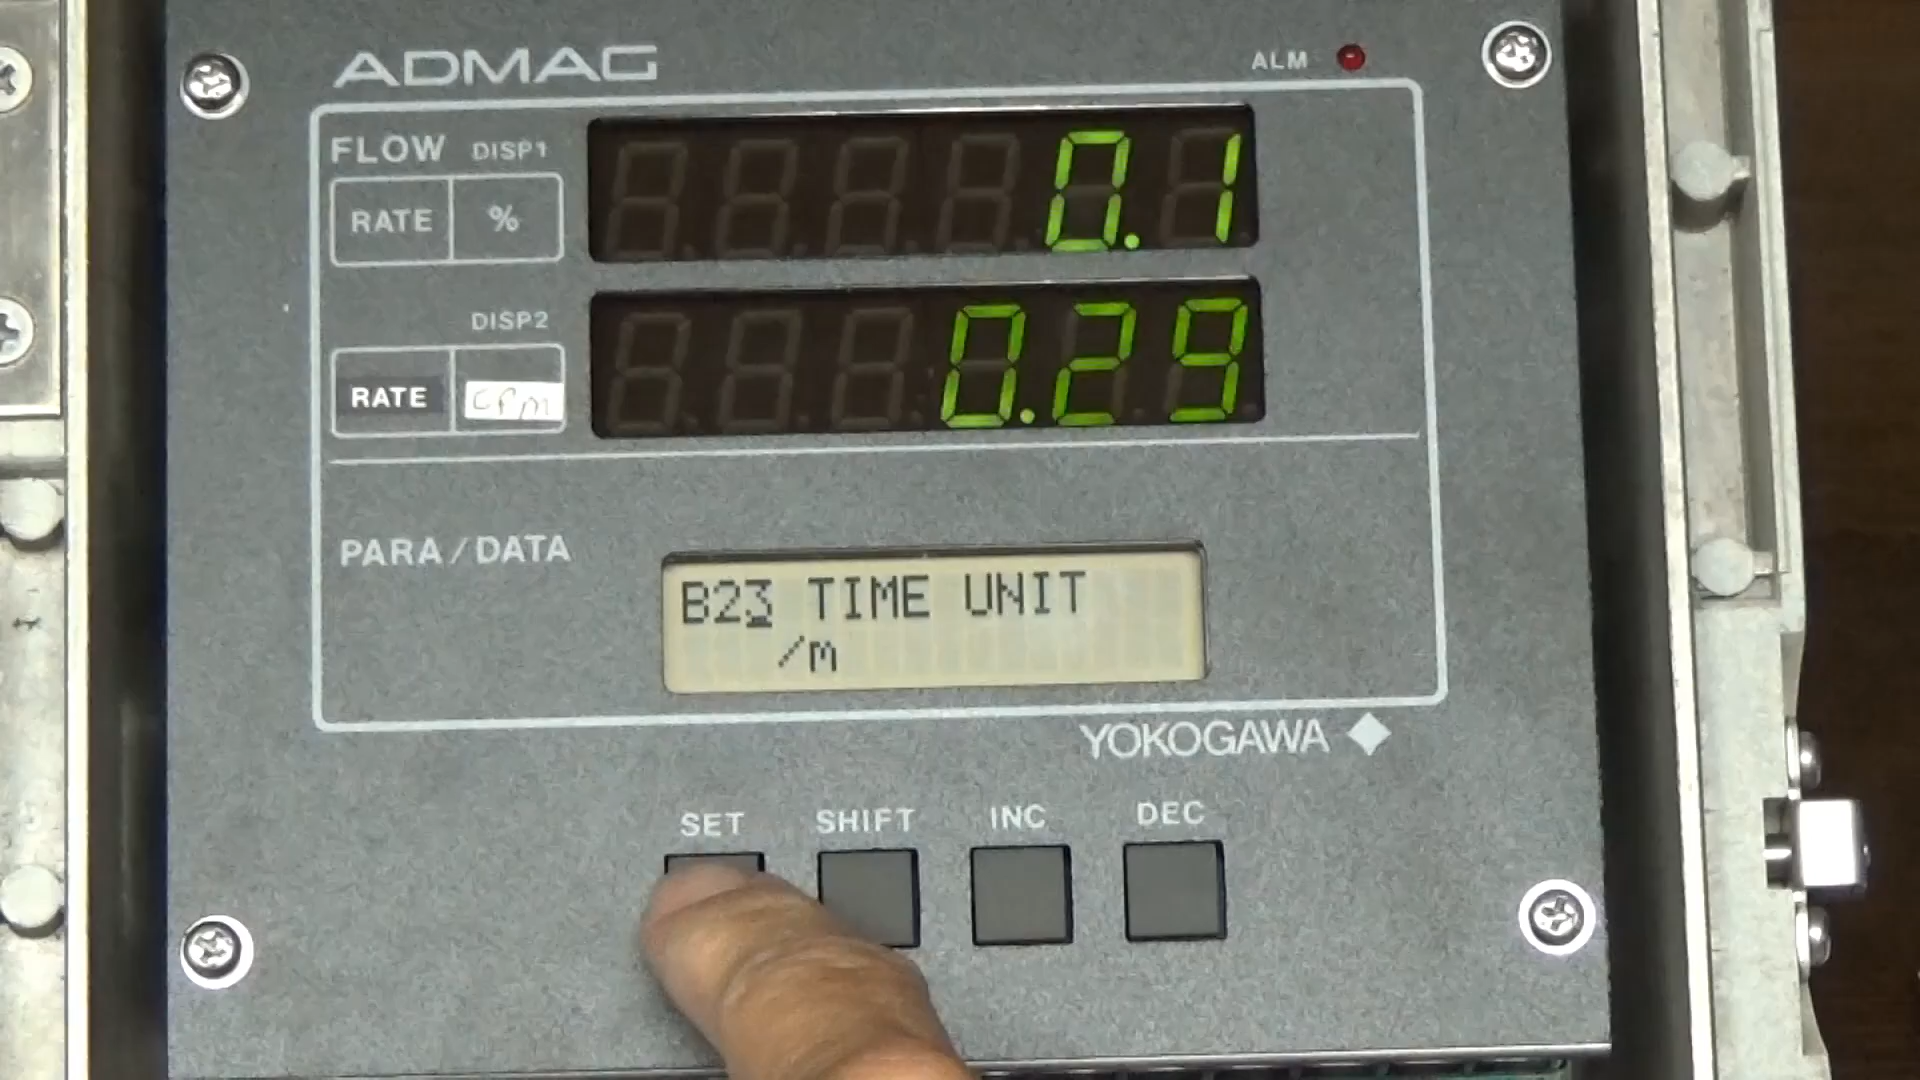 ADMAG
ALM
FLOW DISP1
RATE %
0.1
DISP2
RATE CPM
0.29
PARA/DATA
B23 TIME UNIT
/m
YOKOGAWA
SET SHIFT INC DEC